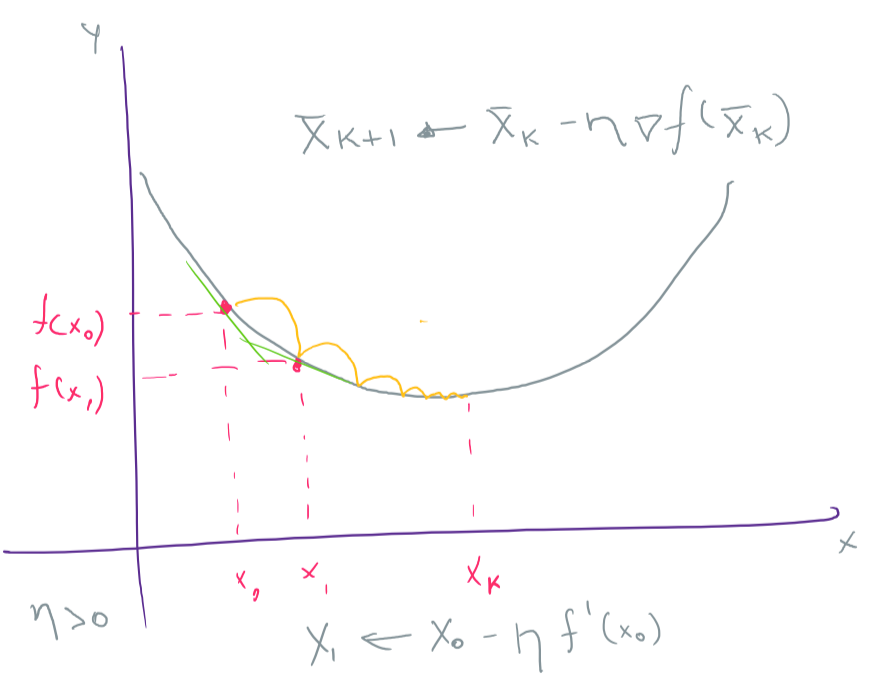 Y
x̄ₖ₊₁ ← x̄ₖ - η ∇f(x̄ₖ)
f(x₀)
f(x₁)
x₀ x₁ xₖ
x
η>0
x₁ ← x₀ - η f'(x₀)